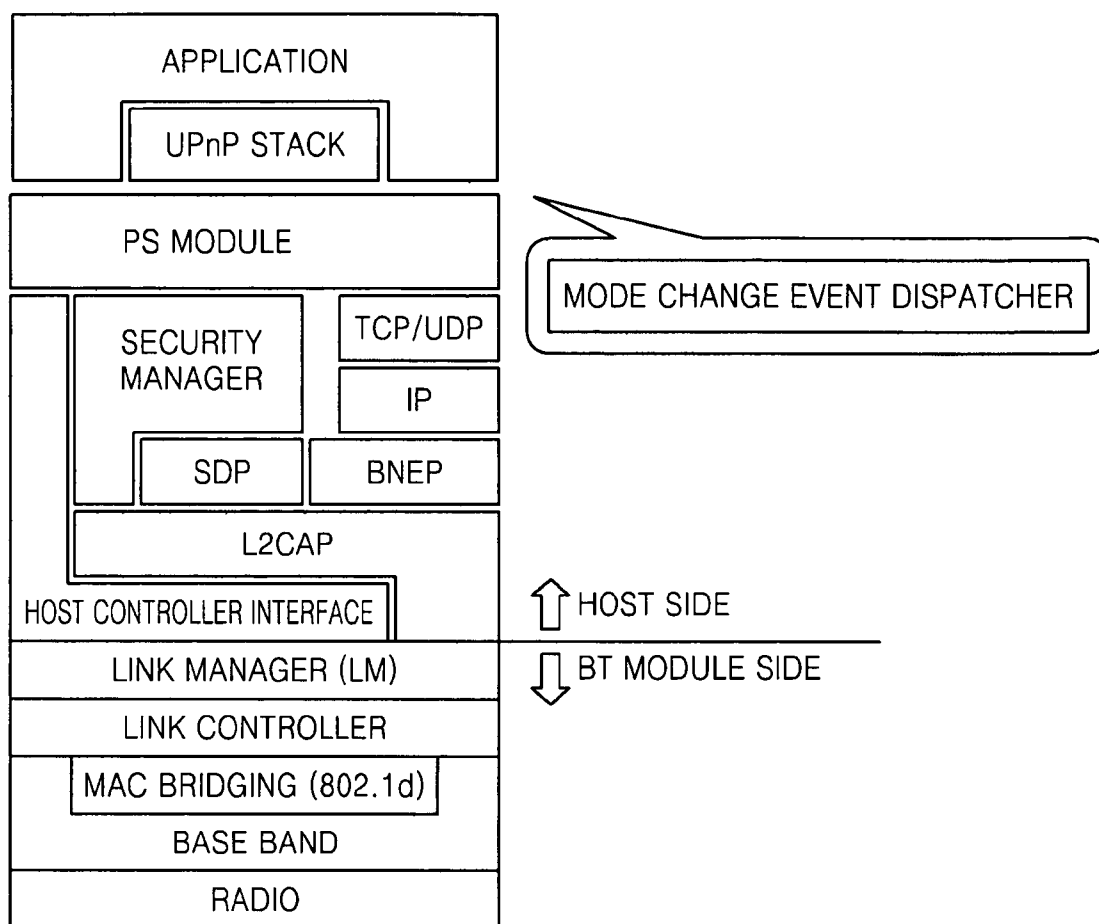 APPLICATION
UPnP STACK
PS MODULE
MODE CHANGE EVENT DISPATCHER
SECURITY
MANAGER
TCP/UDP
IP
SDP
BNEP
L2CAP
HOST CONTROLLER INTERFACE
HOST SIDE
LINK MANAGER (LM)
BT MODULE SIDE
LINK CONTROLLER
MAC BRIDGING (802.1d)
BASE BAND
RADIO